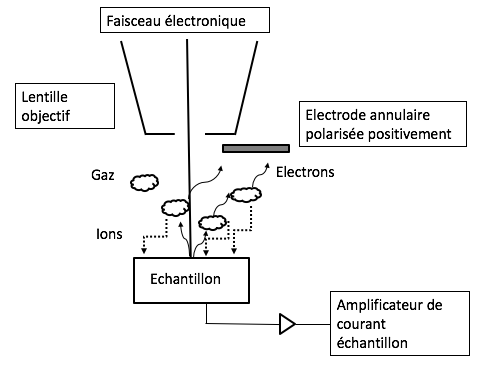 Faisceau électronique
Lentille
objectif
Electrode annulaire
polarisée positivement
Gaz
Electrons
Ions
Echantillon
Amplificateur de
courant
échantillon